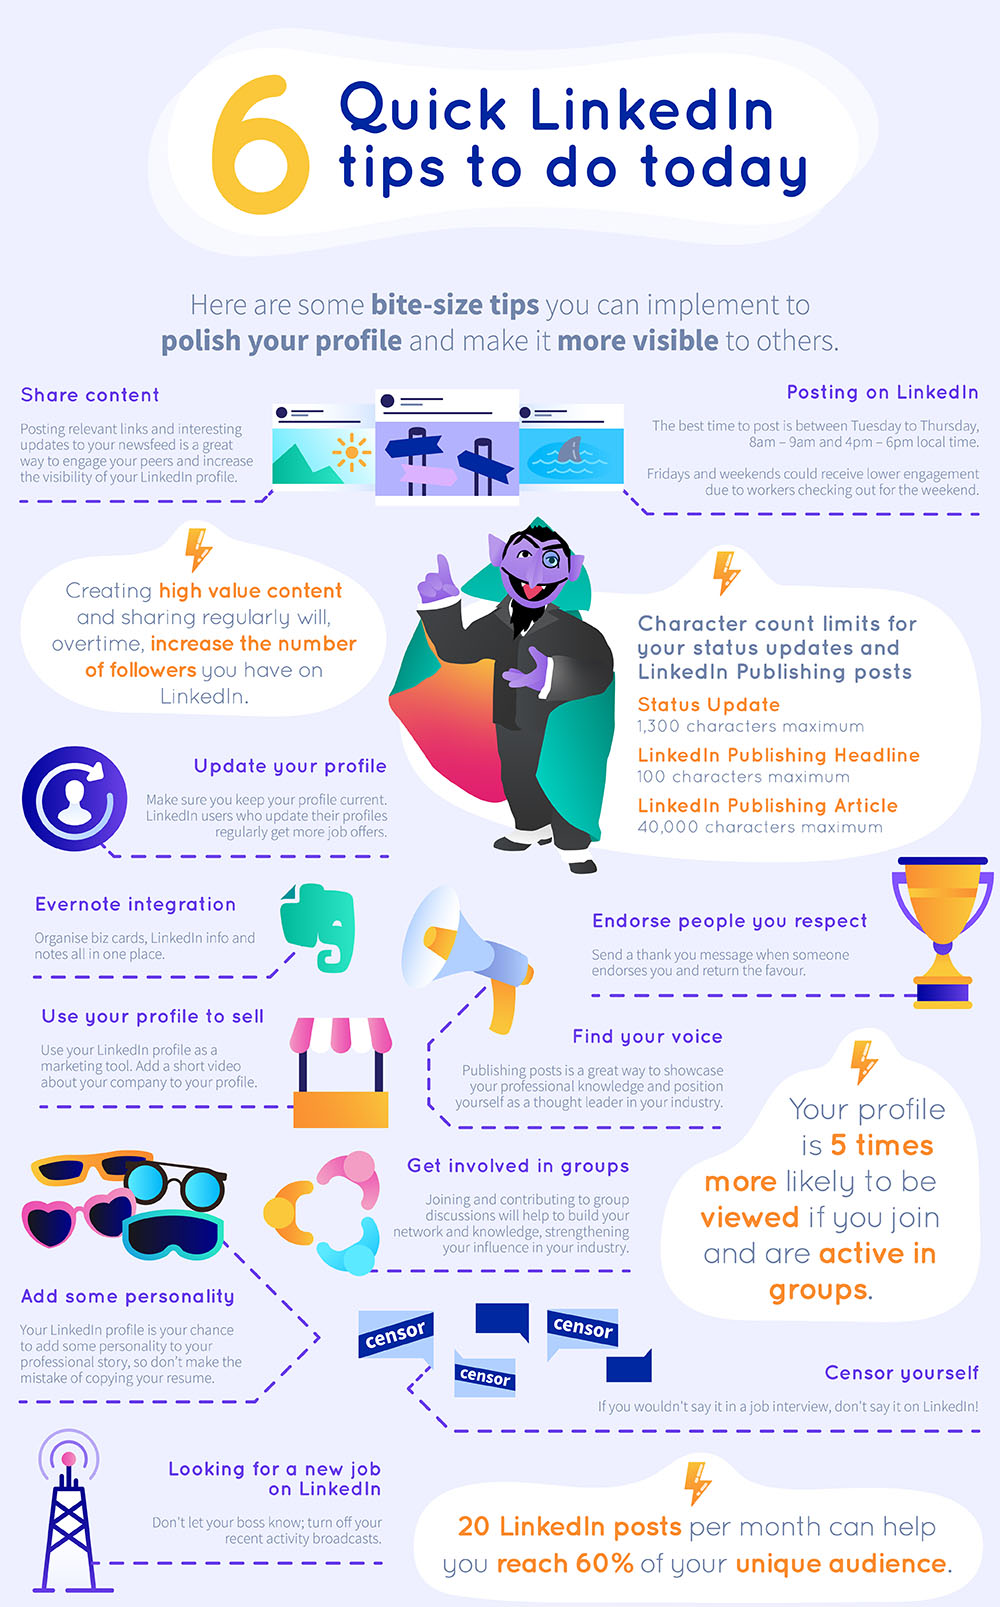 6
Quick LinkedIn
tips to do today
Here are some bite-size tips you can implement to
polish your profile and make it more visible to others.
Share content
Posting relevant links and interesting
updates to your newsfeed is a great
way to engage your peers and increase
the visibility of your LinkedIn profile.
Posting on LinkedIn
The best time to post is between Tuesday to Thursday,
8am – 9am and 4pm – 6pm local time.
Fridays and weekends could receive lower engagement
due to workers checking out for the weekend.
Creating high value content
and sharing regularly will,
overtime, increase the number
of followers you have on
LinkedIn.
Character count limits for
your status updates and
LinkedIn Publishing posts
Status Update
1,300 characters maximum
LinkedIn Publishing Headline
100 characters maximum
LinkedIn Publishing Article
40,000 characters maximum
Update your profile
Make sure you keep your profile current.
LinkedIn users who update their profiles
regularly get more job offers.
Evernote integration
Organise biz cards, LinkedIn info and
notes all in one place.
Endorse people you respect
Send a thank you message when someone
endorses you and return the favour.
Use your profile to sell
Use your LinkedIn profile as a
marketing tool. Add a short video
about your company to your profile.
Find your voice
Publishing posts is a great way to showcase
your professional knowledge and position
yourself as a thought leader in your industry.
Your profile
is 5 times
more likely to be
viewed if you join
and are active in
groups.
Get involved in groups
Joining and contributing to group
discussions will help to build your
network and knowledge, strengthening
your influence in your industry.
Add some personality
Your LinkedIn profile is your chance
to add some personality to your
professional story, so don't make the
mistake of copying your resume.
censor
censor
censor
Censor yourself
If you wouldn't say it in a job interview, don't say it on LinkedIn!
Looking for a new job
on LinkedIn
Don't let your boss know; turn off your
recent activity broadcasts.
20 LinkedIn posts per month can help
you reach 60% of your unique audience.